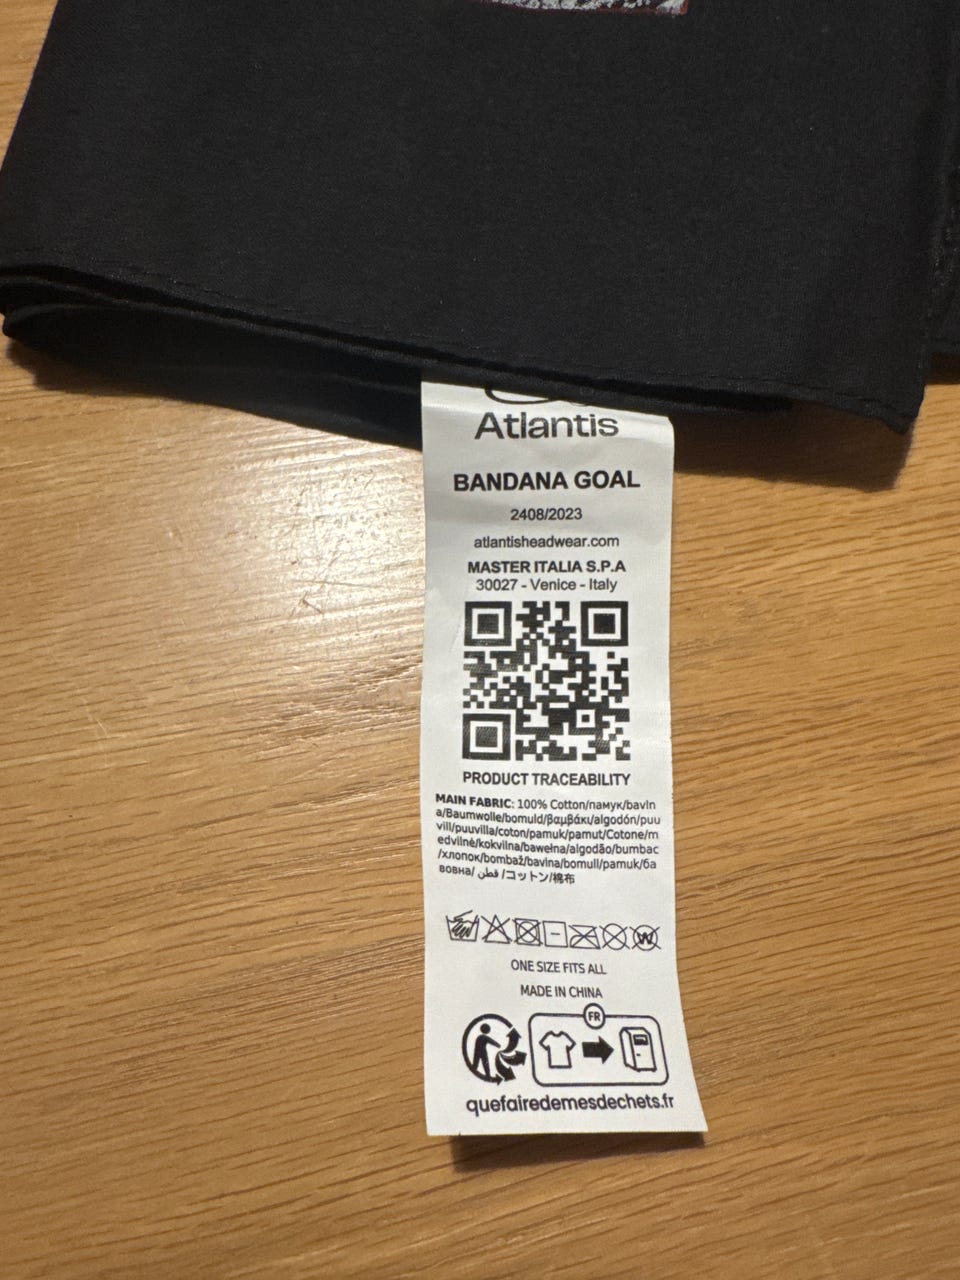 Atlantis
BANDANA GOAL
2408/2023
atlantisheadwear.com
MASTER ITALIA S.P.A
30027 - Venice - Italy
PRODUCT TRACEABILITY
MAIN FABRIC: 100% Cotton/памук/bavln
a/Baumwolle/bomuld/βαμβάκι/algodón/puu
vill/puuvilla/coton/pamuk/pamut/Cotone/m
edvilnė/kokvilna/bawełna/algodão/bumbac
/хлопок/bombaž/bavina/bomull/pamuk/ба
вовна/ قطن /コットン/棉布
W
ONE SIZE FITS ALL
MADE IN CHINA
FR
quefairedemesdechets.fr